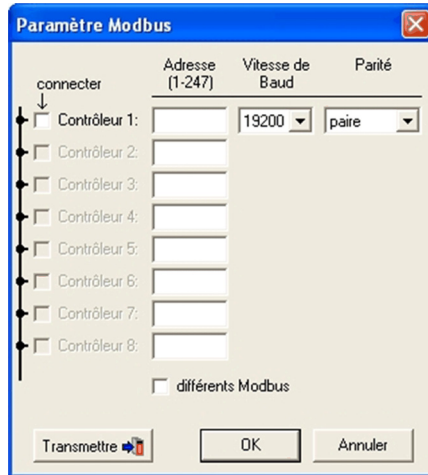 Paramètre Modbus
connecter
Adresse
(1-247)
Vitesse de
Baud
Parité
Contrôleur 1:
19200
paire
Contrôleur 2:
Contrôleur 3:
Contrôleur 4:
Contrôleur 5:
Contrôleur 6:
Contrôleur 7:
Contrôleur 8:
différents Modbus
Transmettre
OK
Annuler